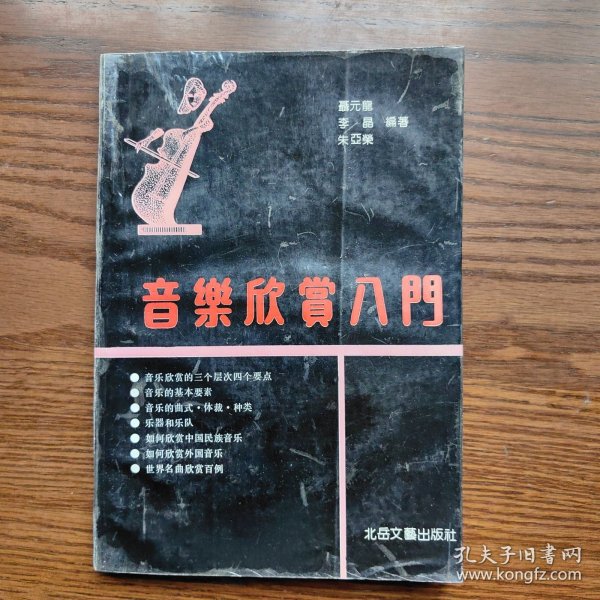 聶元龍
李晶 編著
朱亞榮
音樂欣賞入門
音乐欣赏的三个层次四个要点
音乐的基本要素
音乐的曲式·体裁·种类
乐器和乐队
如何欣赏中国民族音乐
如何欣赏外国音乐
世界名曲欣赏百例
北岳文藝出版社
孔夫子旧书网
www.kongfz.com